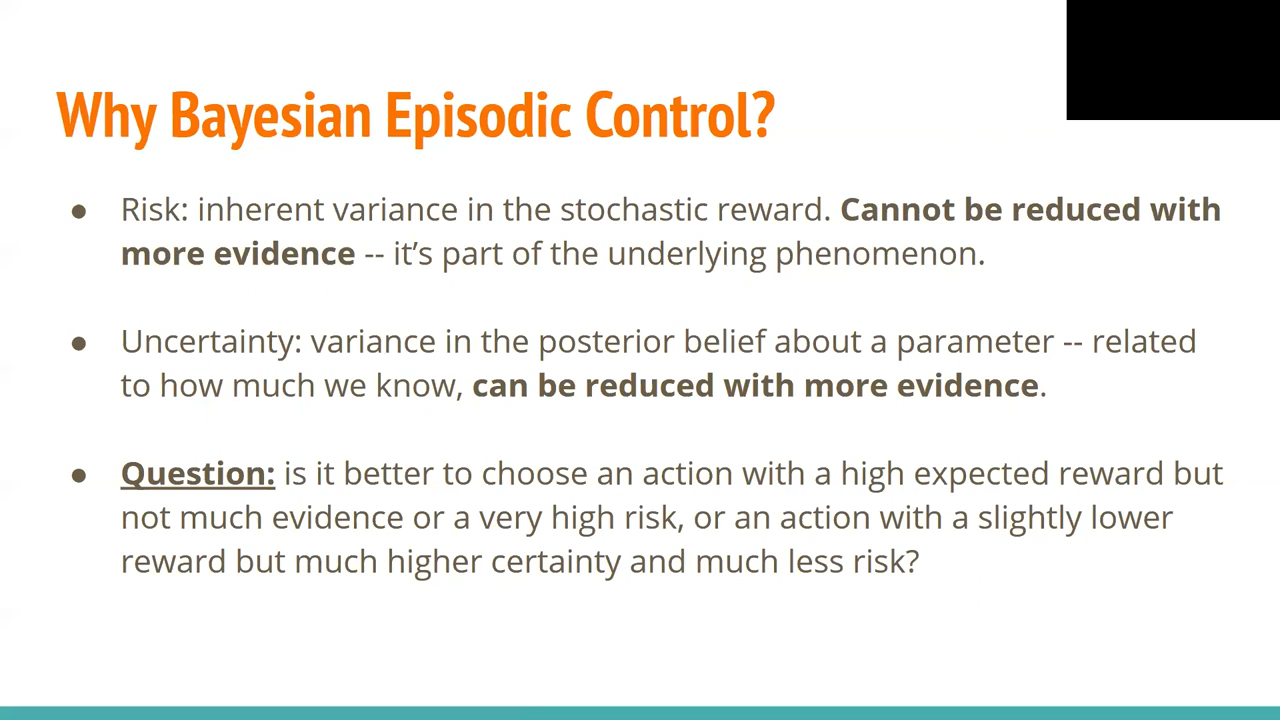 Why Bayesian Episodic Control?
● Risk: inherent variance in the stochastic reward. Cannot be reduced with
more evidence -- it’s part of the underlying phenomenon.
● Uncertainty: variance in the posterior belief about a parameter -- related
to how much we know, can be reduced with more evidence.
● Question: is it better to choose an action with a high expected reward but
not much evidence or a very high risk, or an action with a slightly lower
reward but much higher certainty and much less risk?